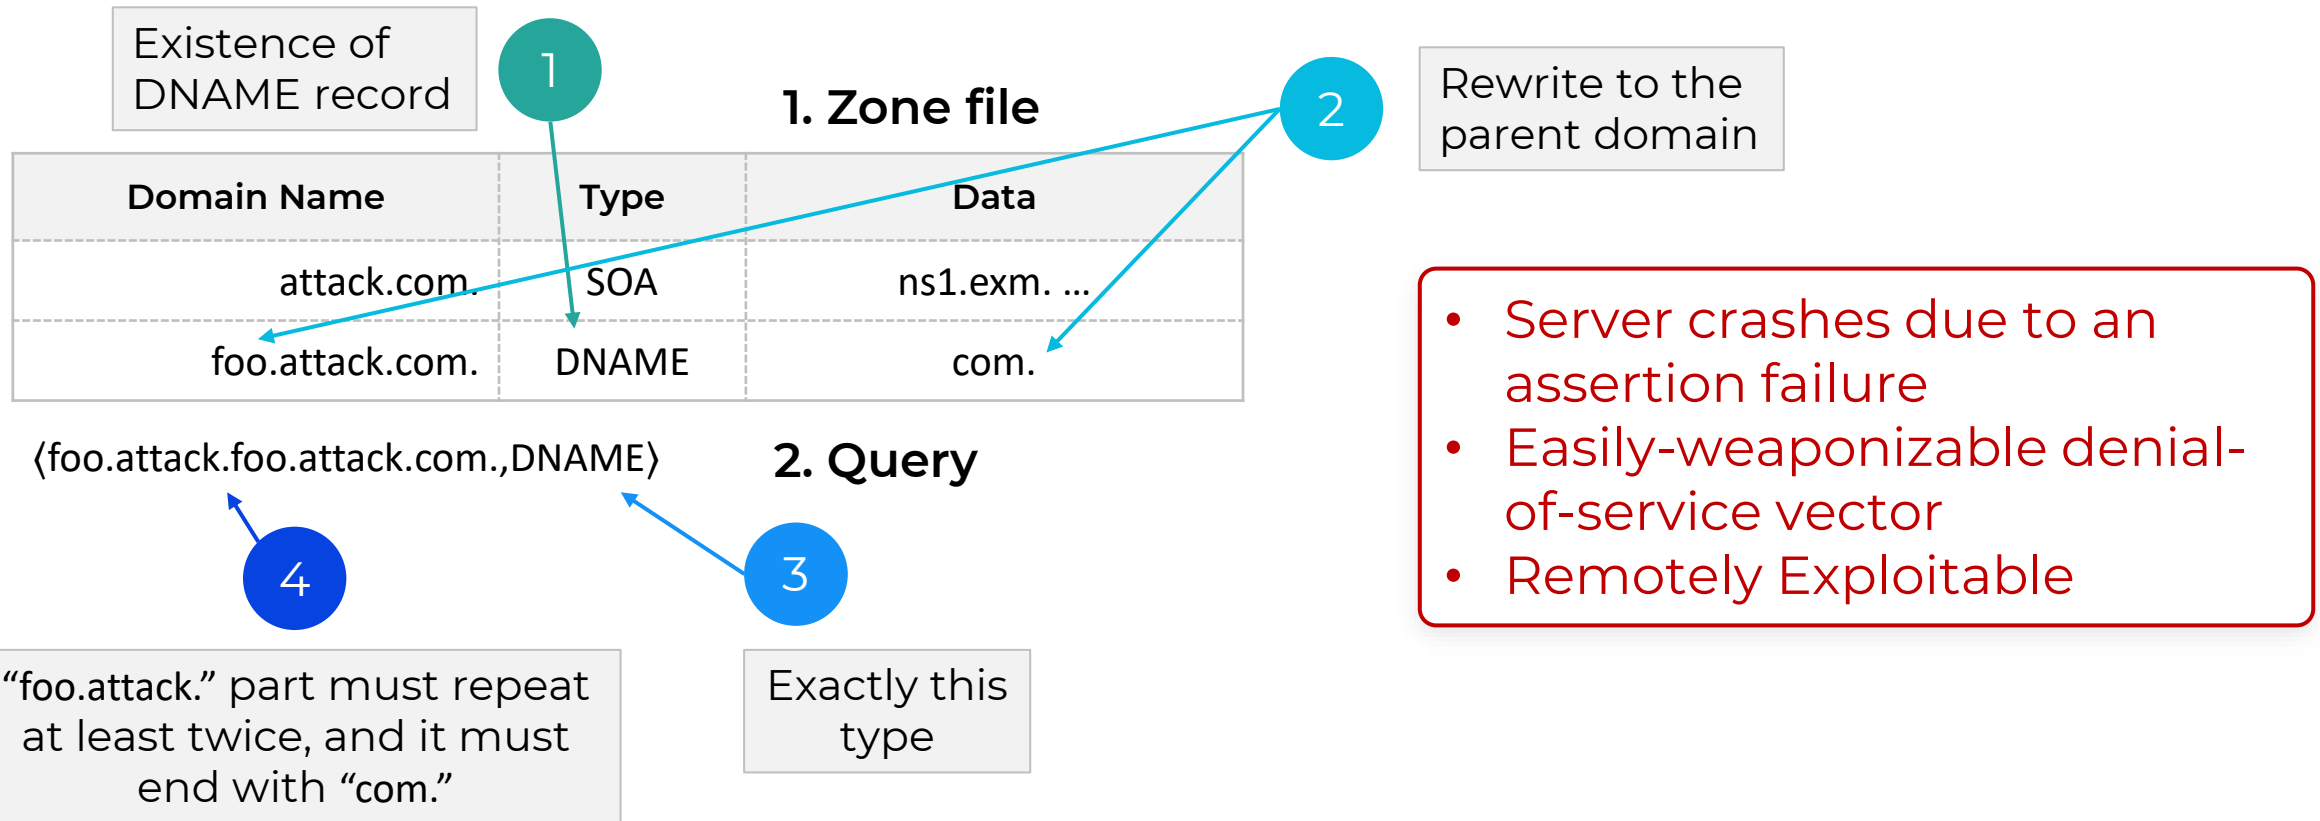 Existence of
DNAME record
1
1. Zone file
2
Rewrite to the
parent domain
Domain Name Type Data
attack.com. SOA ns1.exm. ...
foo.attack.com. DNAME com.
⟨foo.attack.foo.attack.com.,DNAME⟩
2. Query
4
3
“foo.attack.” part must repeat
at least twice, and it must
end with “com.”
Exactly this
type
• Server crashes due to an
assertion failure
• Easily-weaponizable denial-
of-service vector
• Remotely Exploitable